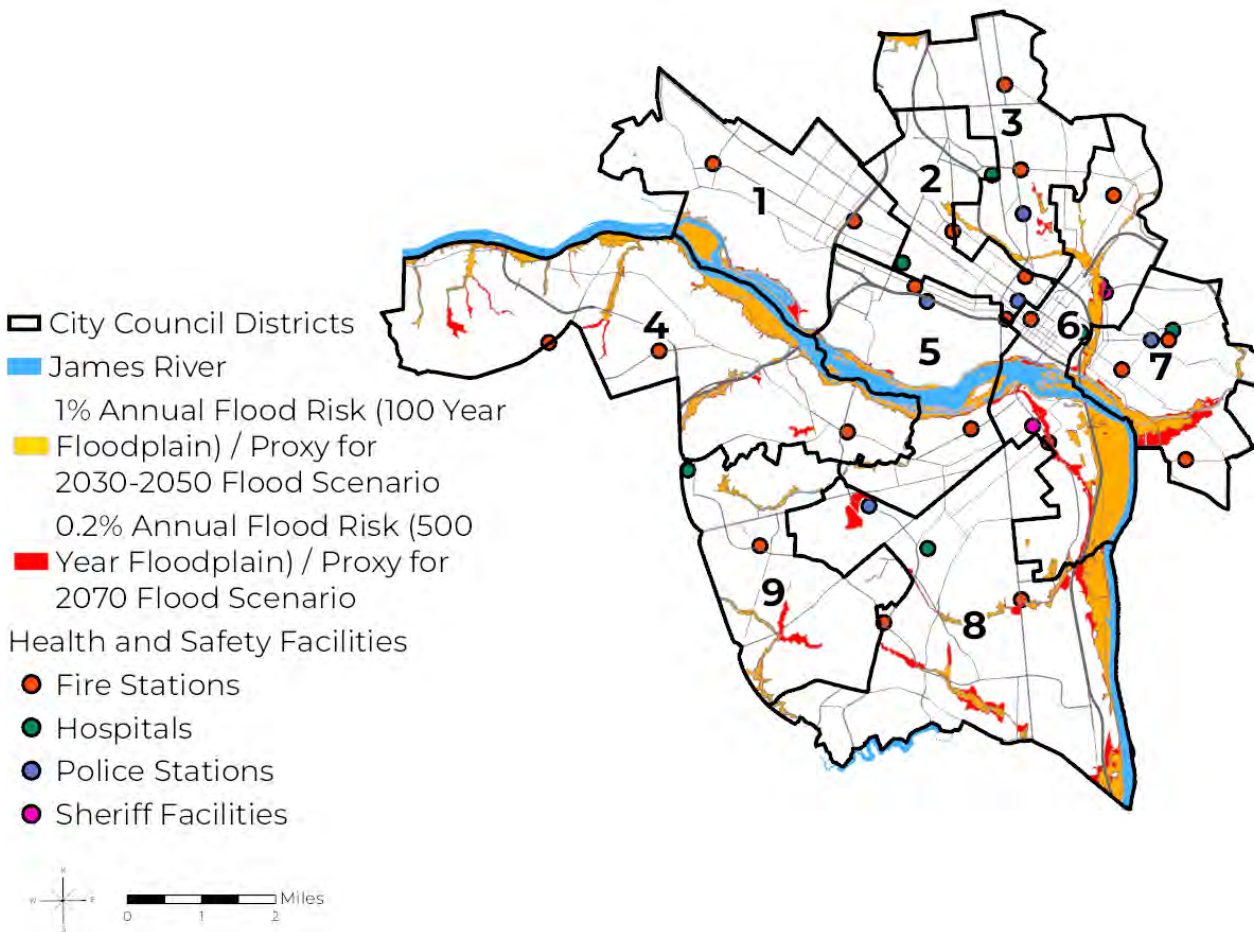 City Council Districts
James River
1% Annual Flood Risk (100 Year
Floodplain) / Proxy for
2030-2050 Flood Scenario
0.2% Annual Flood Risk (500
Year Floodplain) / Proxy for
2070 Flood Scenario
Health and Safety Facilities
Fire Stations
Hospitals
Police Stations
Sheriff Facilities
N
W
E
S
Miles
0 1 2
3
2
1
6
7
4
5
9
8